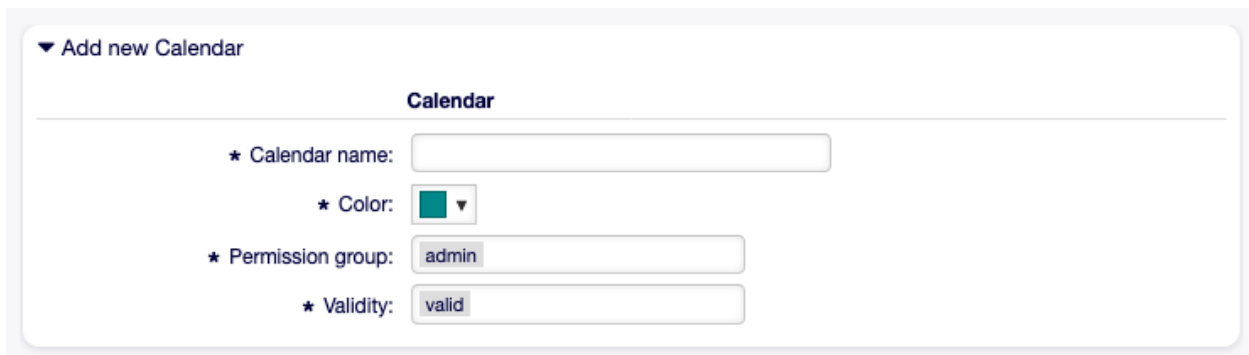 Add new Calendar
Calendar
* Calendar name:
* Color:
* Permission group: admin
* Validity: valid